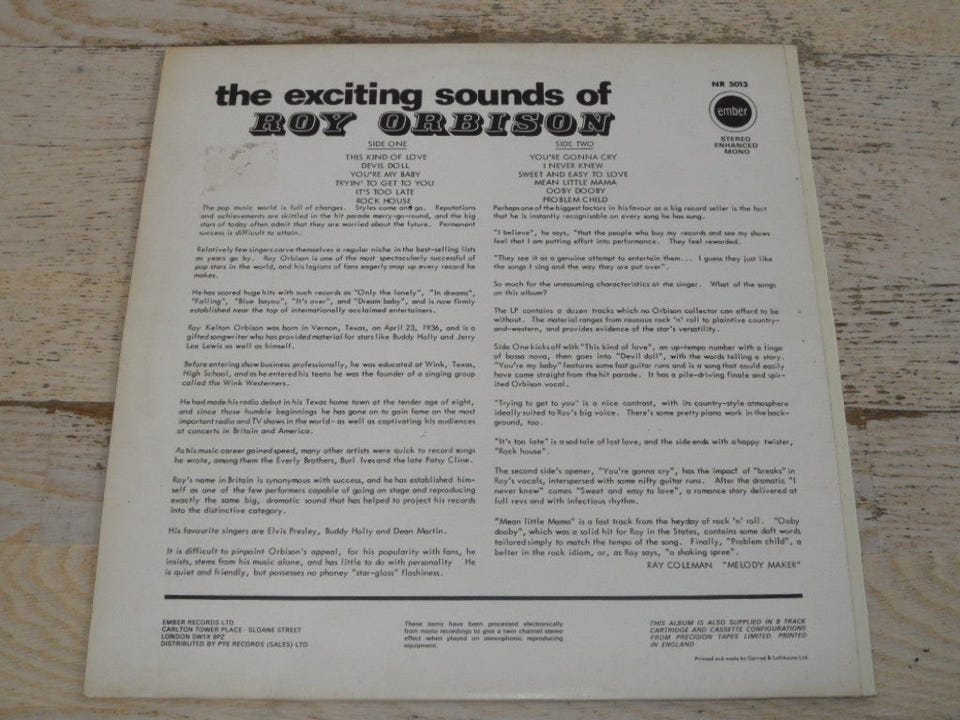 the exciting sounds of
ROY ORBISON
NR 5013
ember
STEREO
ENHANCED
MONO
SIDE ONE
THIS KIND OF LOVE
DEVIL DOLL
YOU'RE MY BABY
TRYIN' TO GET TO YOU
IT'S TOO LATE
ROCK HOUSE
SIDE TWO
YOU'RE GONNA CRY
I NEVER KNEW
SWEET AND EASY TO LOVE
MEAN LITTLE MAMA
OOBY DOOBY
PROBLEM CHILD
The pop music world is full of changes. Styles come and go. Reputations
and achievements are skittled in the hit parade merry-go-round, and the big
stars of today often admit that they are worried about the future. Permanent
success is difficult to attain.
Relatively few singers carve themselves a regular niche in the best-selling lists
as years go by. Roy Orbison is one of the most spectacularly successful of
pop stars in the world, and his legions of fans eagerly snap up every record he
makes.
He has scored huge hits with such records as "Only the lonely", "In dreams",
"Falling", "Blue bayou", "It's over", and "Dream baby", and is now firmly
established near the top of internationally acclaimed entertainers.
Roy Kelton Orbison was born in Vernon, Texas, on April 23, 1936, and is a
gifted songwriter who has provided material for stars like Buddy Holly and Jerry
Lee Lewis as well as himself.
Before entering show business professionally, he was educated at Wink, Texas,
High School, and as he entered his teens he was the founder of a singing group
called the Wink Westerners.
He had made his radio debut in his Texas home town at the tender age of eight,
and since those humble beginnings he has gone on to gain fame on the most
important radio and TV shows in the world - as well as captivating his audiences
at concerts in Britain and America.
As his music career gained speed, many other artists were quick to record songs
he wrote, among them the Everly Brothers, Burl Ives and the late Patsy Cline.
Roy's name in Britain is synonymous with success, and he has established him-
self as one of the few performers capable of going on stage and reproducing
exactly the same big, dramatic sound that has helped to project his records
into the distinctive category.
His favourite singers are Elvis Presley, Buddy Holly and Dean Martin.
It is difficult to pinpoint Orbison's appeal, for his popularity with fans, he
insists, stems from his music alone, and has little to do with personality He
is quiet and friendly, but possesses no phoney "star-gloss" flashiness.
Perhaps one of the biggest factors in his favour as a big record seller is the fact
that he is instantly recognisable on every song he has sung.
"I believe", he says, "that the people who buy my records and see my shows
feel that I am putting effort into performance. They feel rewarded.
"They see it as a genuine attempt to entertain them... I guess they just like
the songs I sing and the way they are put over".
So much for the unessuming characteristics of the singer. What of the songs
on this album?
The LP contains a dozen tracks which no Orbison collector can afford to be
without. The material ranges from raucous rock 'n' roll to plaintive country-
and-western, and provides evidence of the star's versatility.
Side One kicks off with "This kind of love", an up-tempo number with a tinge
of bossa nova, then goes into "Devil doll", with the words telling a story.
"You're my baby" features some fast guitar runs and is a song that could easily
have come straight from the hit parade. It has a pile-driving finale and spir-
ited Orbison vocal.
"Trying to get to you" is a nice contrast, with its country-style atmosphere
ideally suited to Roy's big voice. There's some pretty piano work in the back-
ground, too.
"It's too late" is a sad tale of lost love, and the side ends with a happy twister,
"Rock house".
The second side's opener, "You're gonna cry", has the impact of "breaks" in
Roy's vocals, interspersed with some nifty guitar runs. After the dramatic "I
never knew" comes "Sweet and easy to love", a romance story delivered at
full revs and with infectious rhythm.
"Mean little Mama" is a fast track from the heyday of rock 'n' roll. "Ooby
dooby", which was a solid hit for Roy in the States, contains some daft words
tailored simply to match the tempo of the song. Finally, "Problem child", a
belter in the rock idiom, or, as Roy says, "a shaking spree".
RAY COLEMAN "MELODY MAKER"
EMBER RECORDS LTD
CARLTON TOWER PLACE · SLOANE STREET
LONDON SW1X 9PZ
DISTRIBUTED BY PYE RECORDS (SALES) LTD
These items have been processed electronically
from mono recordings to give a twin channel stereo
effect when played on stereophonic reproducing
equipment.
THIS ALBUM IS ALSO SUPPLIED IN 8 TRACK
CARTRIDGE AND CASSETTE CONFIGURATIONS
FROM PRECISION TAPES LIMITED PRINTED
IN ENGLAND
Printed and made by Garrod & Lofthouse Ltd.